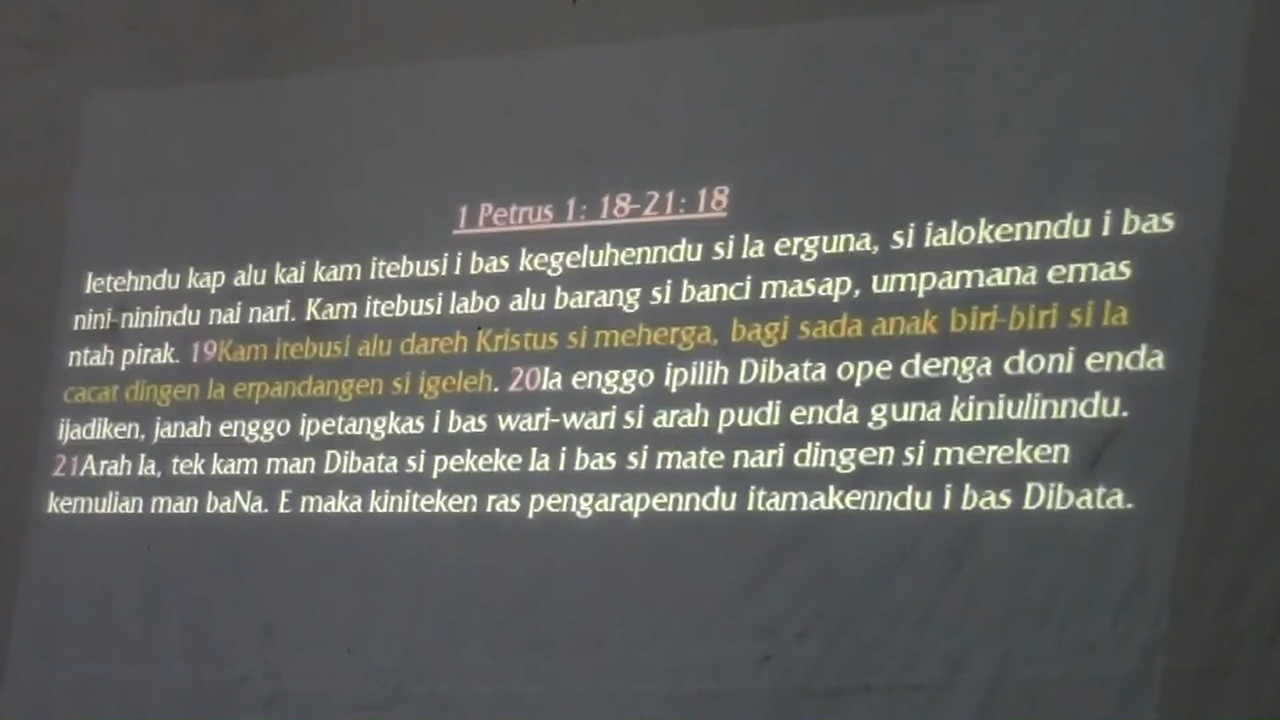 1 Petrus 1: 18-21: 18
Ietehndu kap alu kai kam itebusi i bas kegeluhenndu si la erguna, si ialokenndu i bas
nini-ninindu nai nari. Kam itebusi labo alu barang si banci masap, umpamana emas
ntah pirak. 19Kam itebusi alu dareh Kristus si meherga, bagi sada anak biri-biri si la
cacat dingen la erpandangen si igeleh. 20Ia enggo ipilih Dibata ope denga doni enda
ijadiken, janah enggo ipetangkas i bas wari-wari si arah pudi enda guna kiniulinndu.
21Arah Ia, tek kam man Dibata si pekeke Ia i bas si mate nari dingen si mereken
kemulian man baNa. E maka kiniteken ras pengarapenndu itamakenndu i bas Dibata.